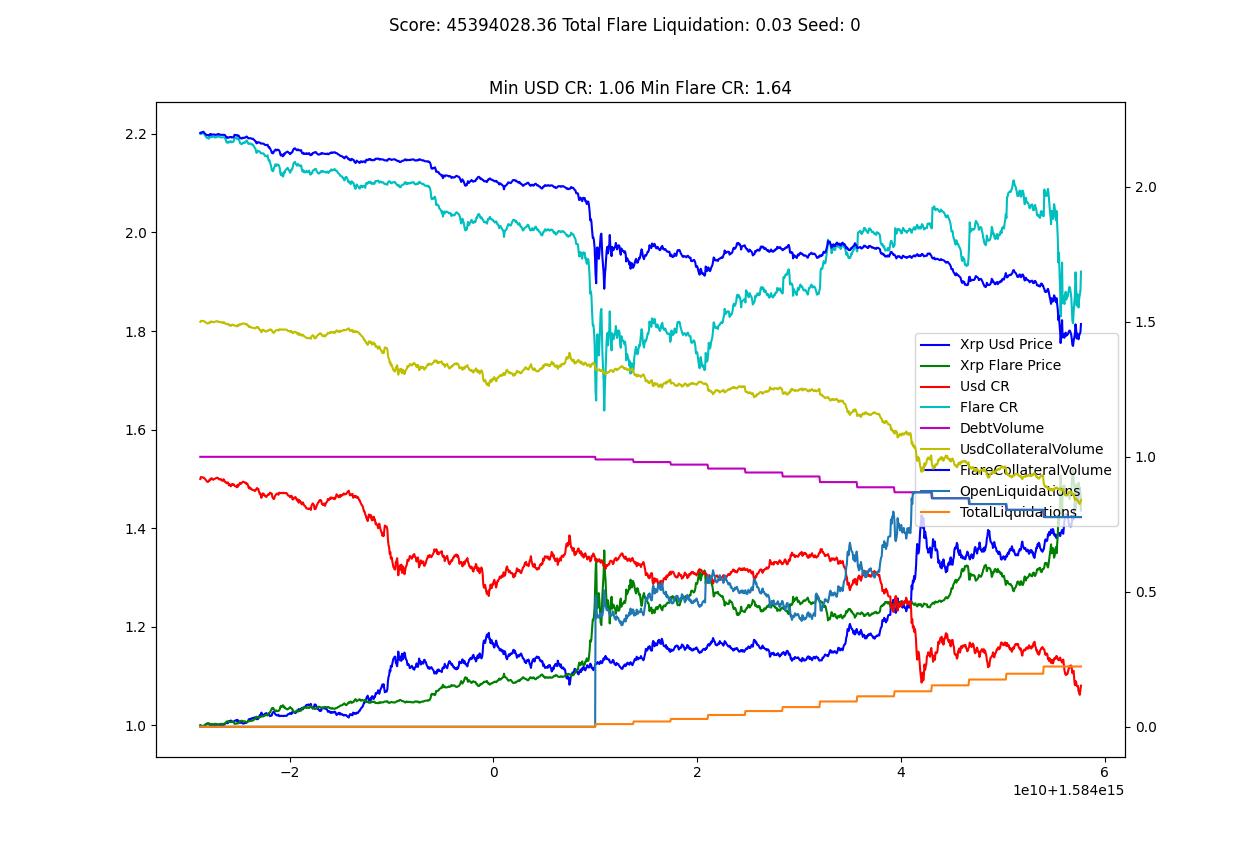 Score: 45394028.36 Total Flare Liquidation: 0.03 Seed: 0
Min USD CR: 1.06 Min Flare CR: 1.64
2.2
2.0
1.8
1.6
1.4
1.2
1.0
2.0
1.5
1.0
0.5
0.0
Xrp Usd Price
Xrp Flare Price
Usd CR
Flare CR
DebtVolume
UsdCollateralVolume
FlareCollateralVolume
OpenLiquidations
TotalLiquidations
−2 0 2 4 6
1e10+1.584e15